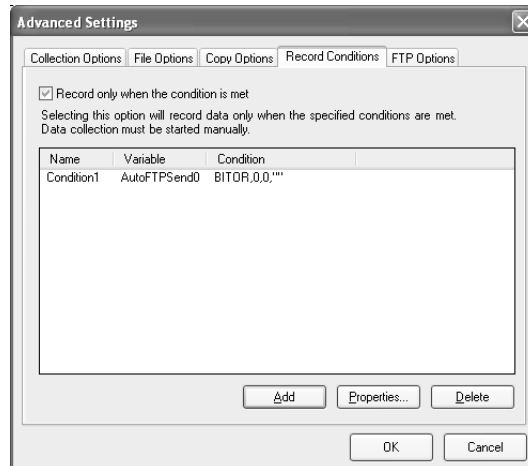 Advanced Settings
Collection Options File Options Copy Options Record Conditions FTP Options
Record only when the condition is met
Selecting this option will record data only when the specified conditions are met.
Data collection must be started manually.
Name Variable Condition
Condition1 AutoFTPSend0 BITOR,0,0,""
Add Properties... Delete
OK Cancel